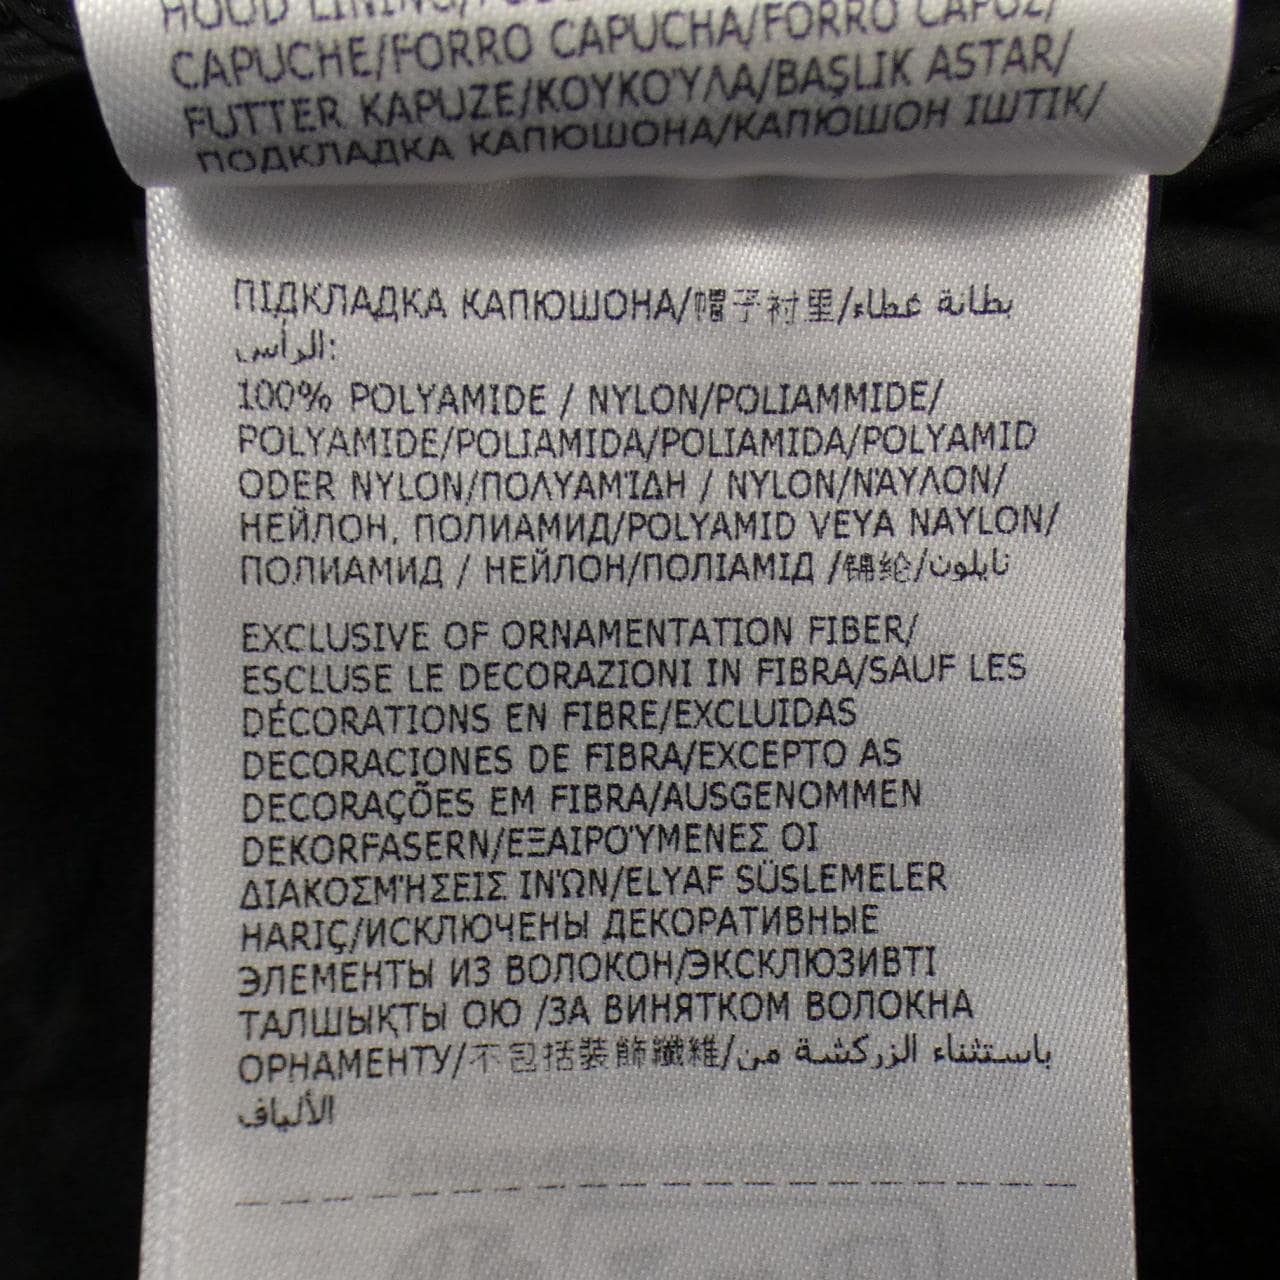 HOOD LINING/
CAPUCHE/FORRO CAPUCHA/FORRO CAPUZ/
FUTTER KAPUZE/ΚΟΥΚΟΎΛΑ/BAŞLIK ASTAR/
ПОДКЛАДКА КАПЮШОНА/КАПЮШОН ІШТІК/
ПІДКЛАДКА КАПЮШОНА/帽子衬里/بطانة غطاء
الرأس:
100% POLYAMIDE / NYLON/POLIAMMIDE/
POLYAMIDE/POLIAMIDA/POLIAMIDA/POLYAMID
ODER NYLON/ΠΟΛΥΑΜΊΔΗ / NYLON/ΝΆΥΛΟΝ/
НЕЙЛОН, ПОЛИАМИД/POLYAMID VEYA NAYLON/
ПОЛИАМИД / НЕЙЛОН/ПОЛІАМІД /锦纶/نايلون
EXCLUSIVE OF ORNAMENTATION FIBER/
ESCLUSE LE DECORAZIONI IN FIBRA/SAUF LES
DÉCORATIONS EN FIBRE/EXCLUIDAS
DECORACIONES DE FIBRA/EXCEPTO AS
DECORAÇÕES EM FIBRA/AUSGENOMMEN
DEKORFASERN/ΕΞΑΙΡΟΎΜΕΝΕΣ ΟΙ
ΔΙΑΚΟΣΜΉΣΕΙΣ ΙΝΏΝ/ELYAF SÜSLEMELER
HARIÇ/ИСКЛЮЧЕНЫ ДЕКОРАТИВНЫЕ
ЭЛЕМЕНТЫ ИЗ ВОЛОКОН/ЭКСКЛЮЗИВТІ
ТАЛШЫҚТЫ ОЮ /ЗА ВИНЯТКОМ ВОЛОКНА
ОРНАМЕНТУ/不包括装飾纖維/باستثناء الزركشة من
الألياف